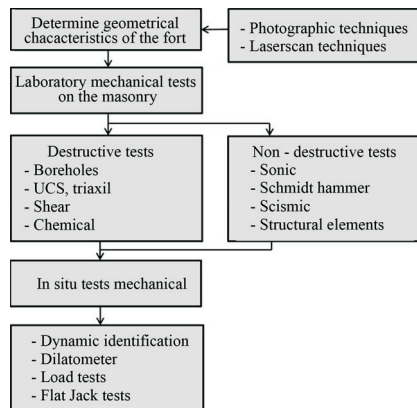 Determine geometrical
chacacteristics of the fort
- Photographic techniques
- Laserscan techniques
Laboratory mechanical tests
on the masonry
Destructive tests
- Boreholes
- UCS, triaxil
- Shear
- Chemical
Non - destructive tests
- Sonic
- Schmidt hammer
- Scismic
- Structural elements
In situ tests mechanical
- Dynamic identification
- Dilatometer
- Load tests
- Flat Jack tests